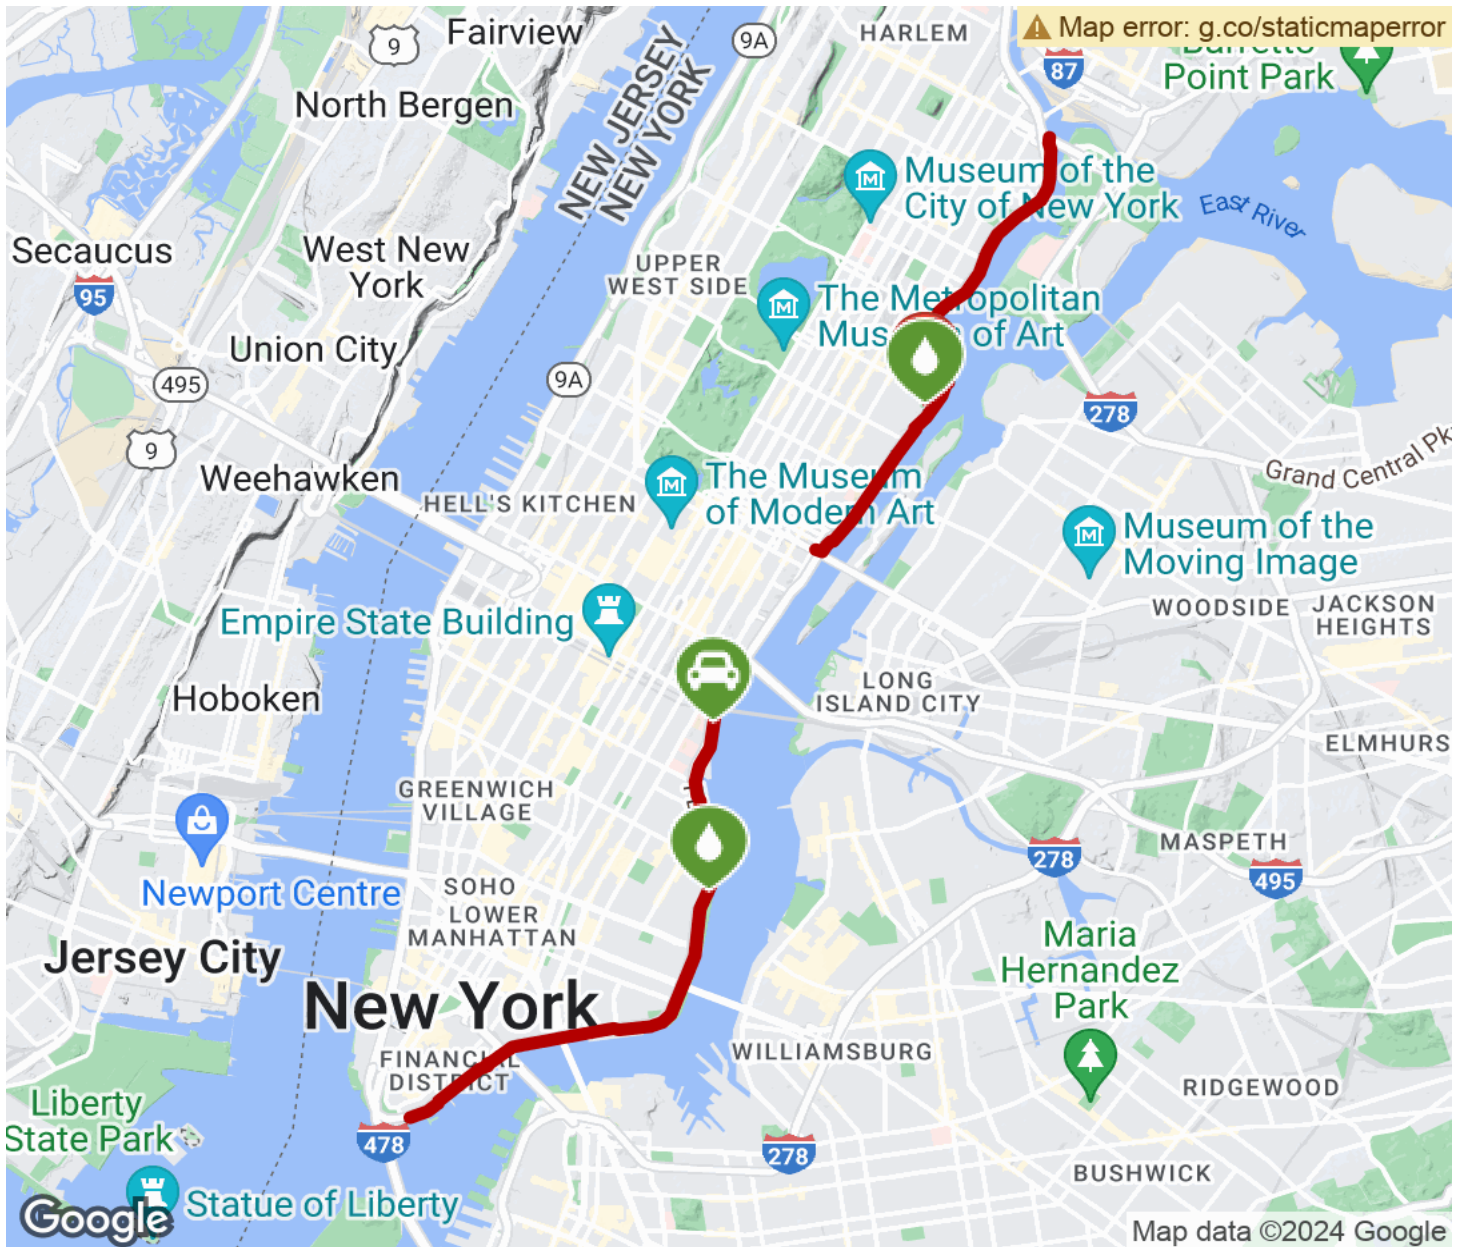 Fairview
9
9A
HARLEM
Map error: g.co/staticmaperror
Barretto
Point Park
87
North Bergen
NEW JERSEY
NEW YORK
Museum of the
City of New York
East River
Secaucus
95
West New
York
UPPER
WEST SIDE
The Metropolitan
Museum of Art
Union City
495
9A
278
9
Grand Central Pk
Weehawken
HELL'S KITCHEN
The Museum
of Modern Art
Museum of the
Moving Image
WOODSIDE
JACKSON
HEIGHTS
Empire State Building
Hoboken
LONG
ISLAND CITY
ELMHURS
GREENWICH
VILLAGE
MASPETH
278
495
Newport Centre
SOHO
LOWER
MANHATTAN
Jersey City
Maria
Hernandez
Park
New York
FINANCIAL
DISTRICT
WILLIAMSBURG
RIDGEWOOD
Liberty
State Park
478
278
BUSHWICK
Statue of Liberty
Google
Map data ©2024 Google